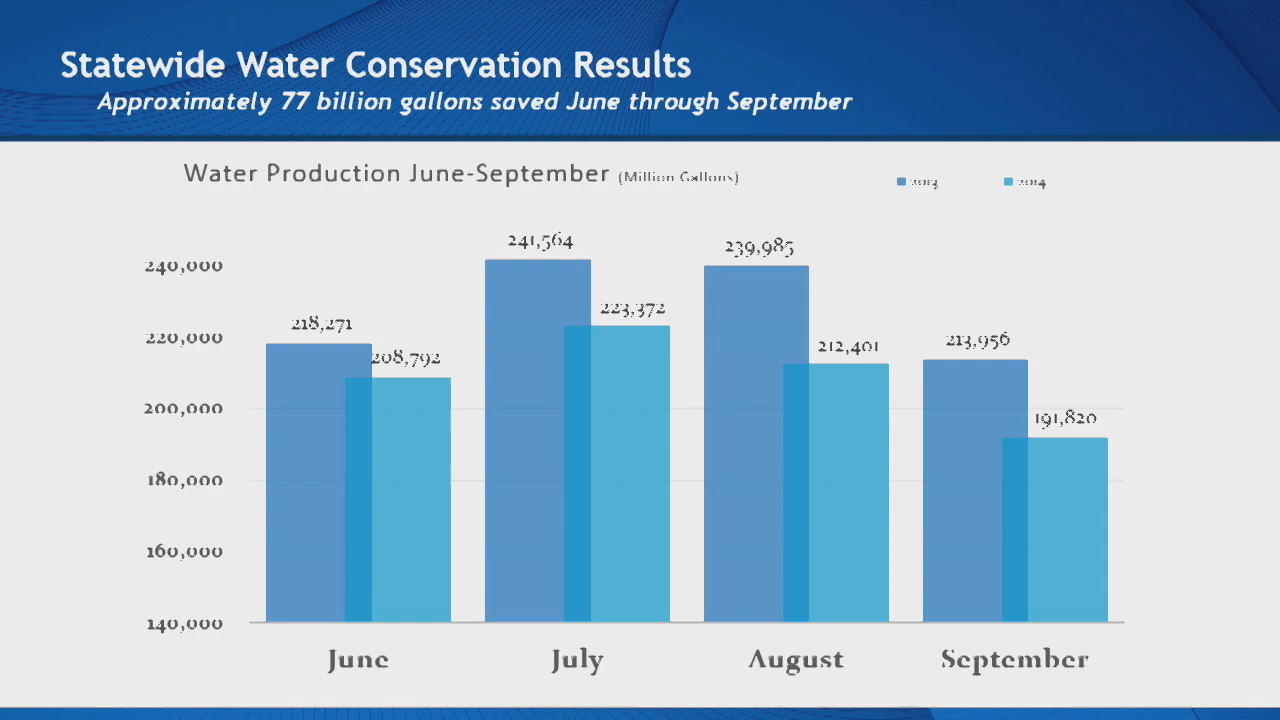 Statewide Water Conservation Results
Approximately 77 billion gallons saved June through September
Water Production June-September (Million Gallons)
2013
2014
240,000
220,000
200,000
180,000
160,000
140,000
218,271
208,792
241,564
223,372
239,985
212,401
213,956
191,820
June
July
August
September